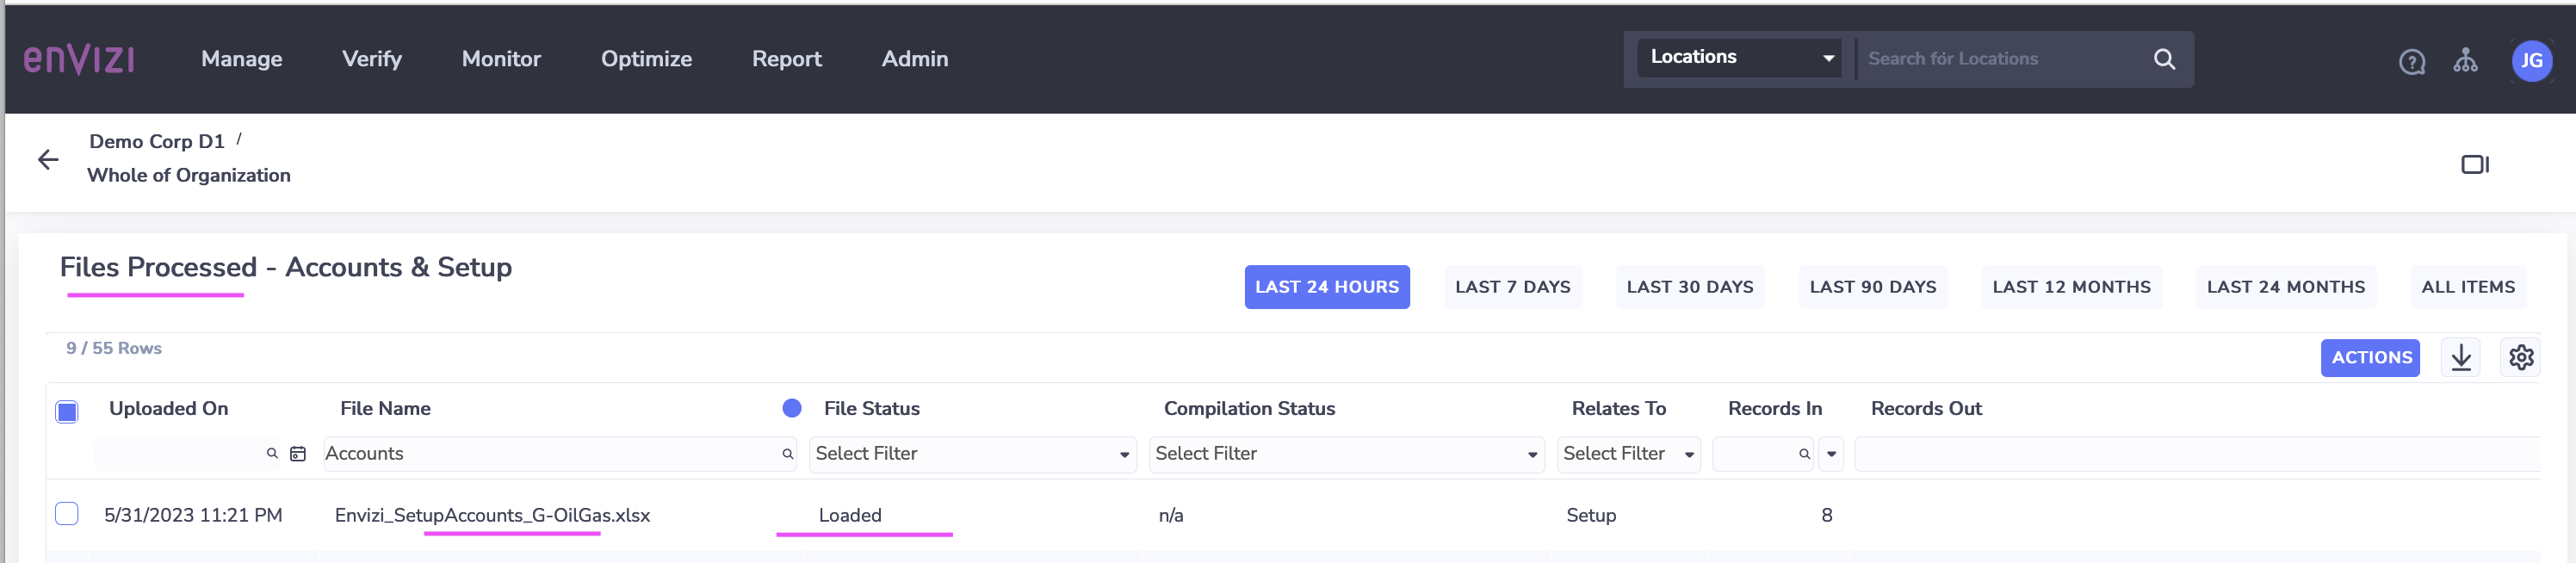 enVIZI Manage Verify Monitor Optimize Report Admin Locations Search for Locations JG
Demo Corp D1 /
Whole of Organization
Files Processed - Accounts & Setup
LAST 24 HOURS LAST 7 DAYS LAST 30 DAYS LAST 90 DAYS LAST 12 MONTHS LAST 24 MONTHS ALL ITEMS
9 / 55 Rows
ACTIONS
Uploaded On File Name File Status Compilation Status Relates To Records In Records Out
Accounts Select Filter Select Filter Select Filter
5/31/2023 11:21 PM Envizi_SetupAccounts_G-OilGas.xlsx Loaded n/a Setup 8